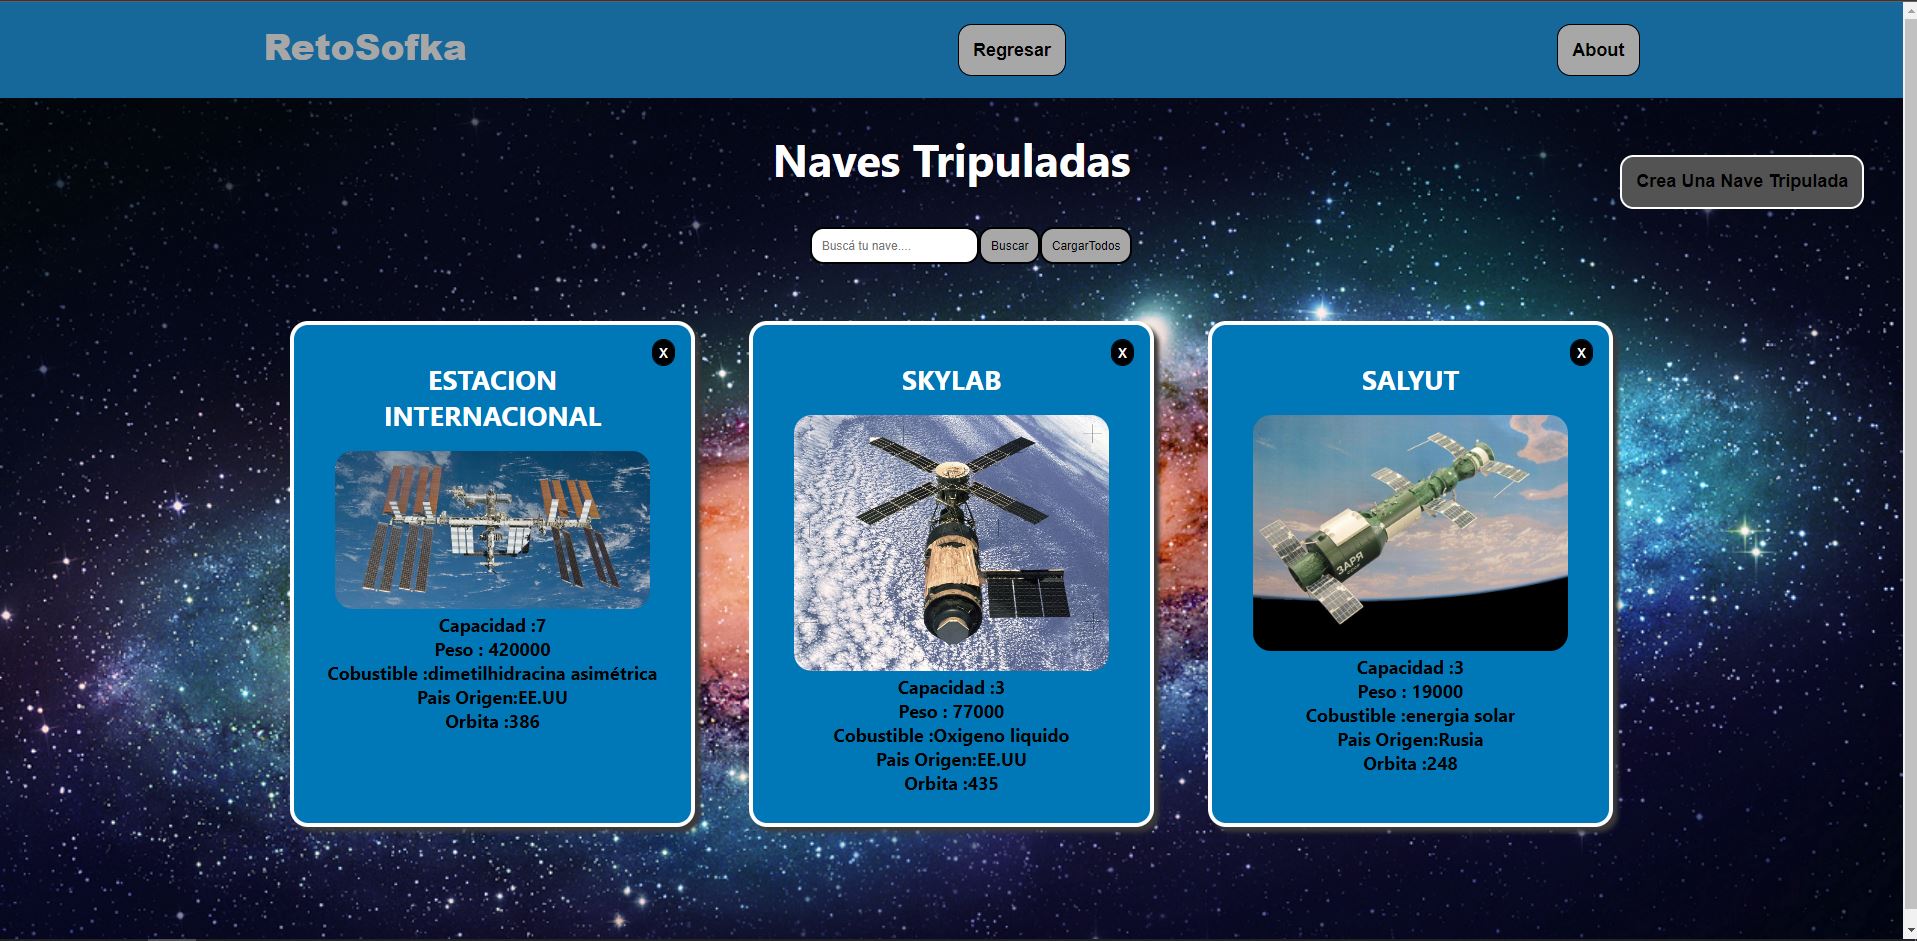 RetoSofka
Regresar
About
Naves Tripuladas
Crea Una Nave Tripulada
Buscá tu nave....
Buscar
CargarTodos
X
ESTACION
INTERNACIONAL
Capacidad :7
Peso : 420000
Cobustible :dimetilhidracina asimétrica
Pais Origen:EE.UU
Orbita :386
X
SKYLAB
Capacidad :3
Peso : 77000
Cobustible :Oxigeno liquido
Pais Origen:EE.UU
Orbita :435
X
SALYUT
ЗАРЯ
Capacidad :3
Peso : 19000
Cobustible :energia solar
Pais Origen:Rusia
Orbita :248